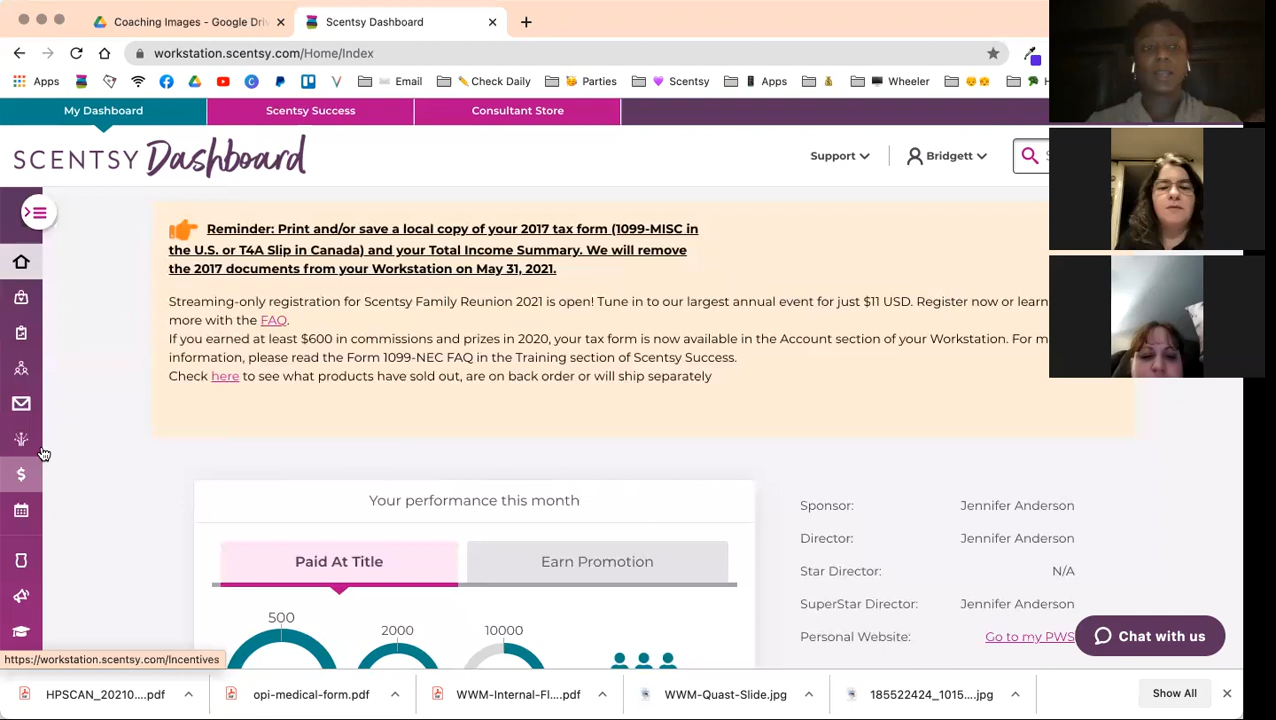 Coaching Images - Google Dri
Scentsy Dashboard
workstation.scentsy.com/Home/Index
Apps
Email
Check Daily
Parties
Scentsy
Apps
Wheeler
My Dashboard
Scentsy Success
Consultant Store
SCENTSY Dashboard
Support
Bridgett
Reminder: Print and/or save a local copy of your 2017 tax form (1099-MISC in
the U.S. or T4A Slip in Canada) and your Total Income Summary. We will remove
the 2017 documents from your Workstation on May 31, 2021.
Streaming-only registration for Scentsy Family Reunion 2021 is open! Tune in to our largest annual event for just $11 USD. Register now or learn
more with the FAQ.
If you earned at least $600 in commissions and prizes in 2020, your tax form is now available in the Account section of your Workstation. For m
information, please read the Form 1099-NEC FAQ in the Training section of Scentsy Success.
Check here to see what products have sold out, are on back order or will ship separately
Your performance this month
Paid At Title
Earn Promotion
500
2000
10000
Sponsor: Jennifer Anderson
Director: Jennifer Anderson
Star Director: N/A
SuperStar Director: Jennifer Anderson
Personal Website: Go to my PWS
Chat with us
https://workstation.scentsy.com/Incentives
HPSCAN_20210....pdf
opi-medical-form.pdf
WWM-Internal-Fl....pdf
WWM-Quast-Slide.jpg
185522424_1015....jpg
Show All